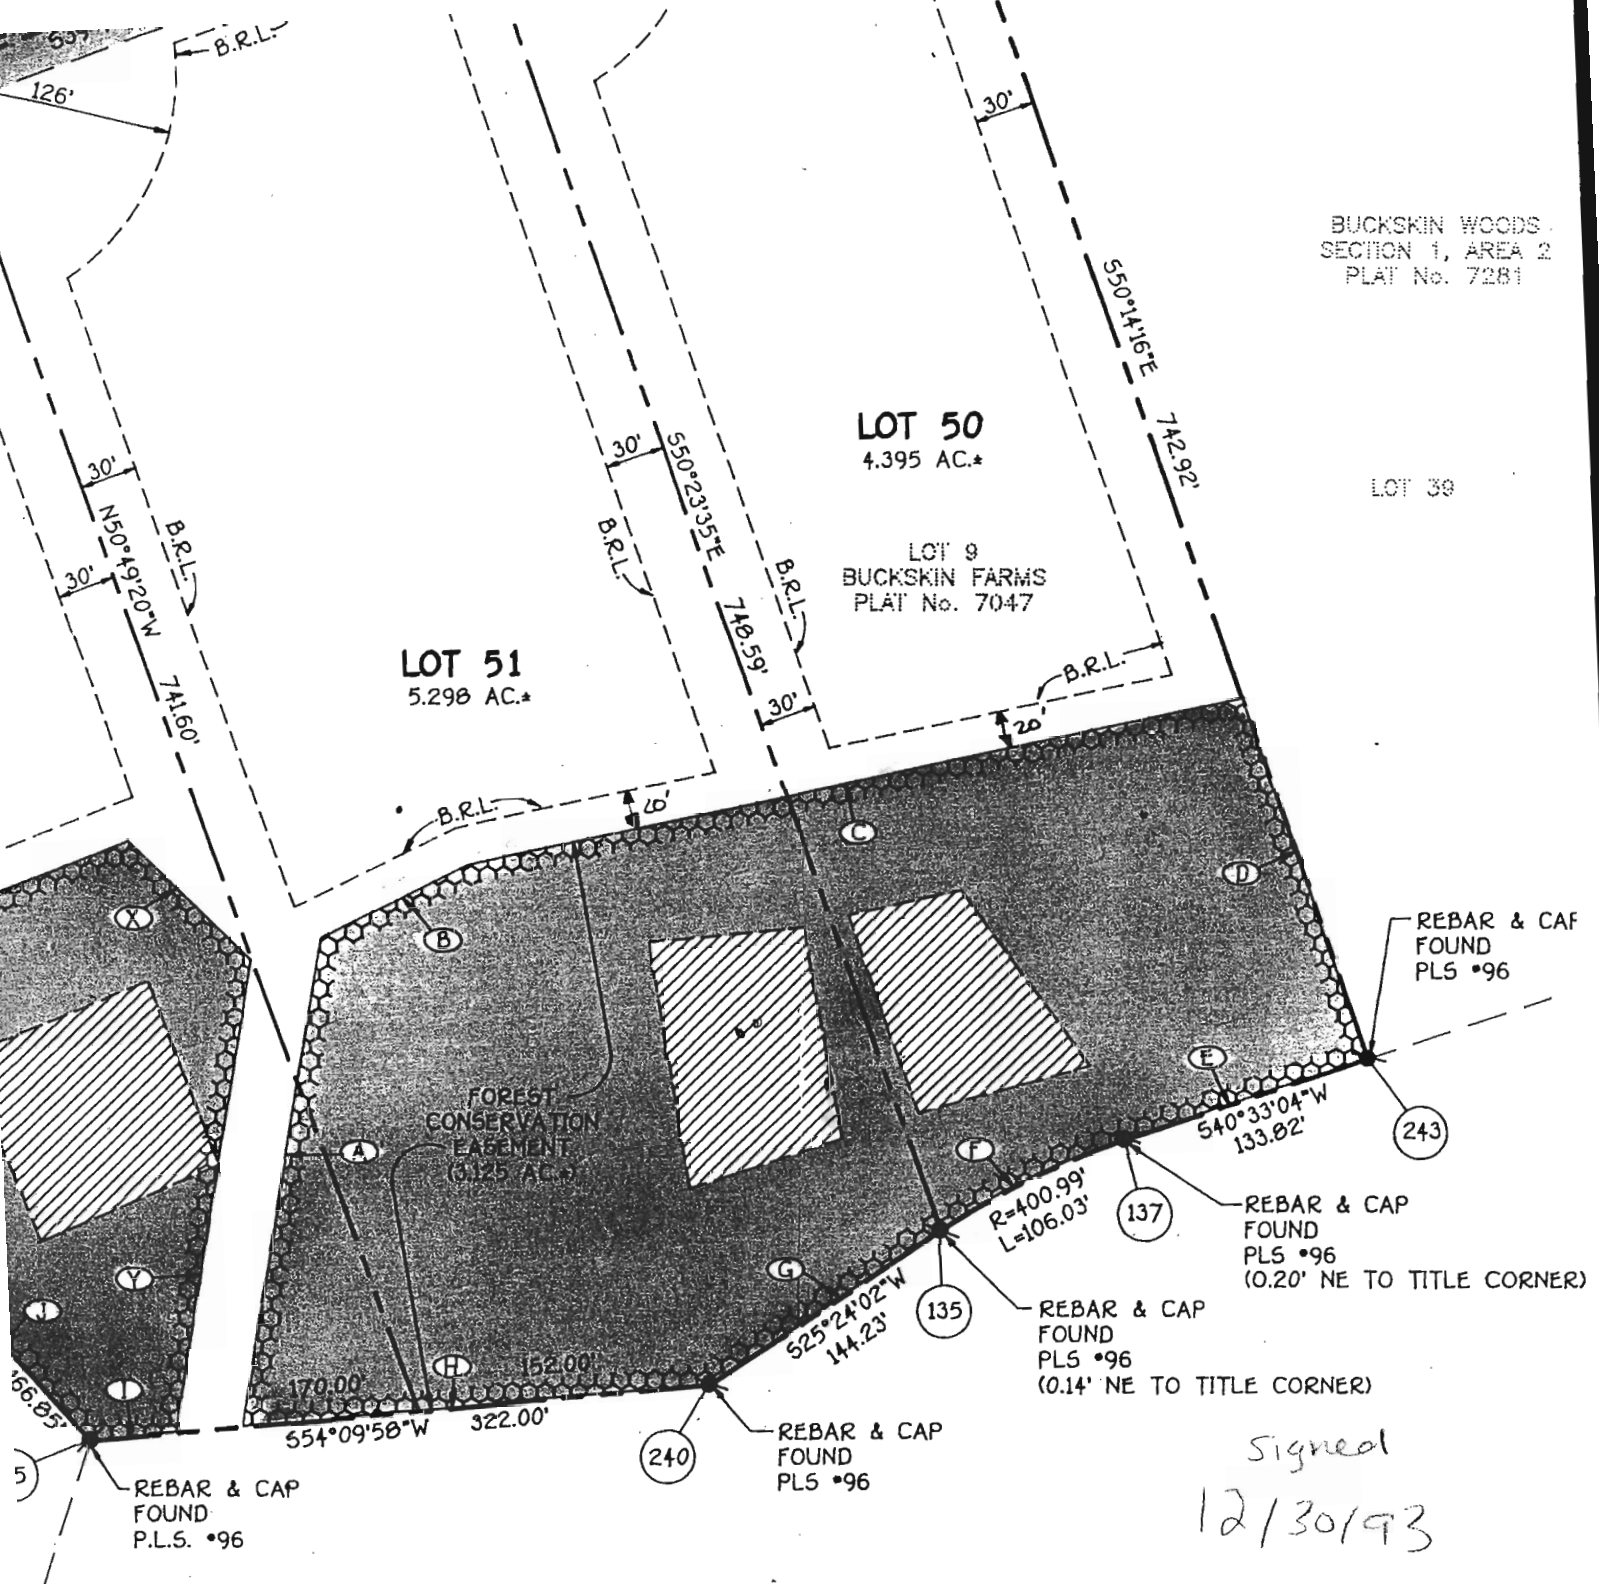 B.R.L.
126'
30'
BUCKSKIN WOODS
SECTION 1, AREA 2
PLAT No. 7281
S50°14'16"E 742.92'
LOT 50
4.395 AC.±
30'
S50°23'35"E 748.59'
30'
LOT 39
N50°49'20"W 741.60'
B.R.L.
B.R.L.
B.R.L.
LOT 9
BUCKSKIN FARMS
PLAT No. 7047
30'
LOT 51
5.298 AC.±
B.R.L.
30'
20'
B.R.L.
20'
C
D
X
B
REBAR & CAP
FOUND
PLS #96
E
S40°33'04"W
133.82'
243
FOREST
CONSERVATION
EASEMENT
(3.125 AC.±)
A
F
R=400.99'
L=106.03'
137
REBAR & CAP
FOUND
PLS #96
(0.20' NE TO TITLE CORNER)
Y
G
J
S25°24'02"W
144.23'
135
REBAR & CAP
FOUND
PLS #96
(0.14' NE TO TITLE CORNER)
H
152.00'
170.00'
I
66.85'
S54°09'58"W 322.00'
240
REBAR & CAP
FOUND
PLS #96
5
REBAR & CAP
FOUND
P.L.S. #96
Signed
12/30/93